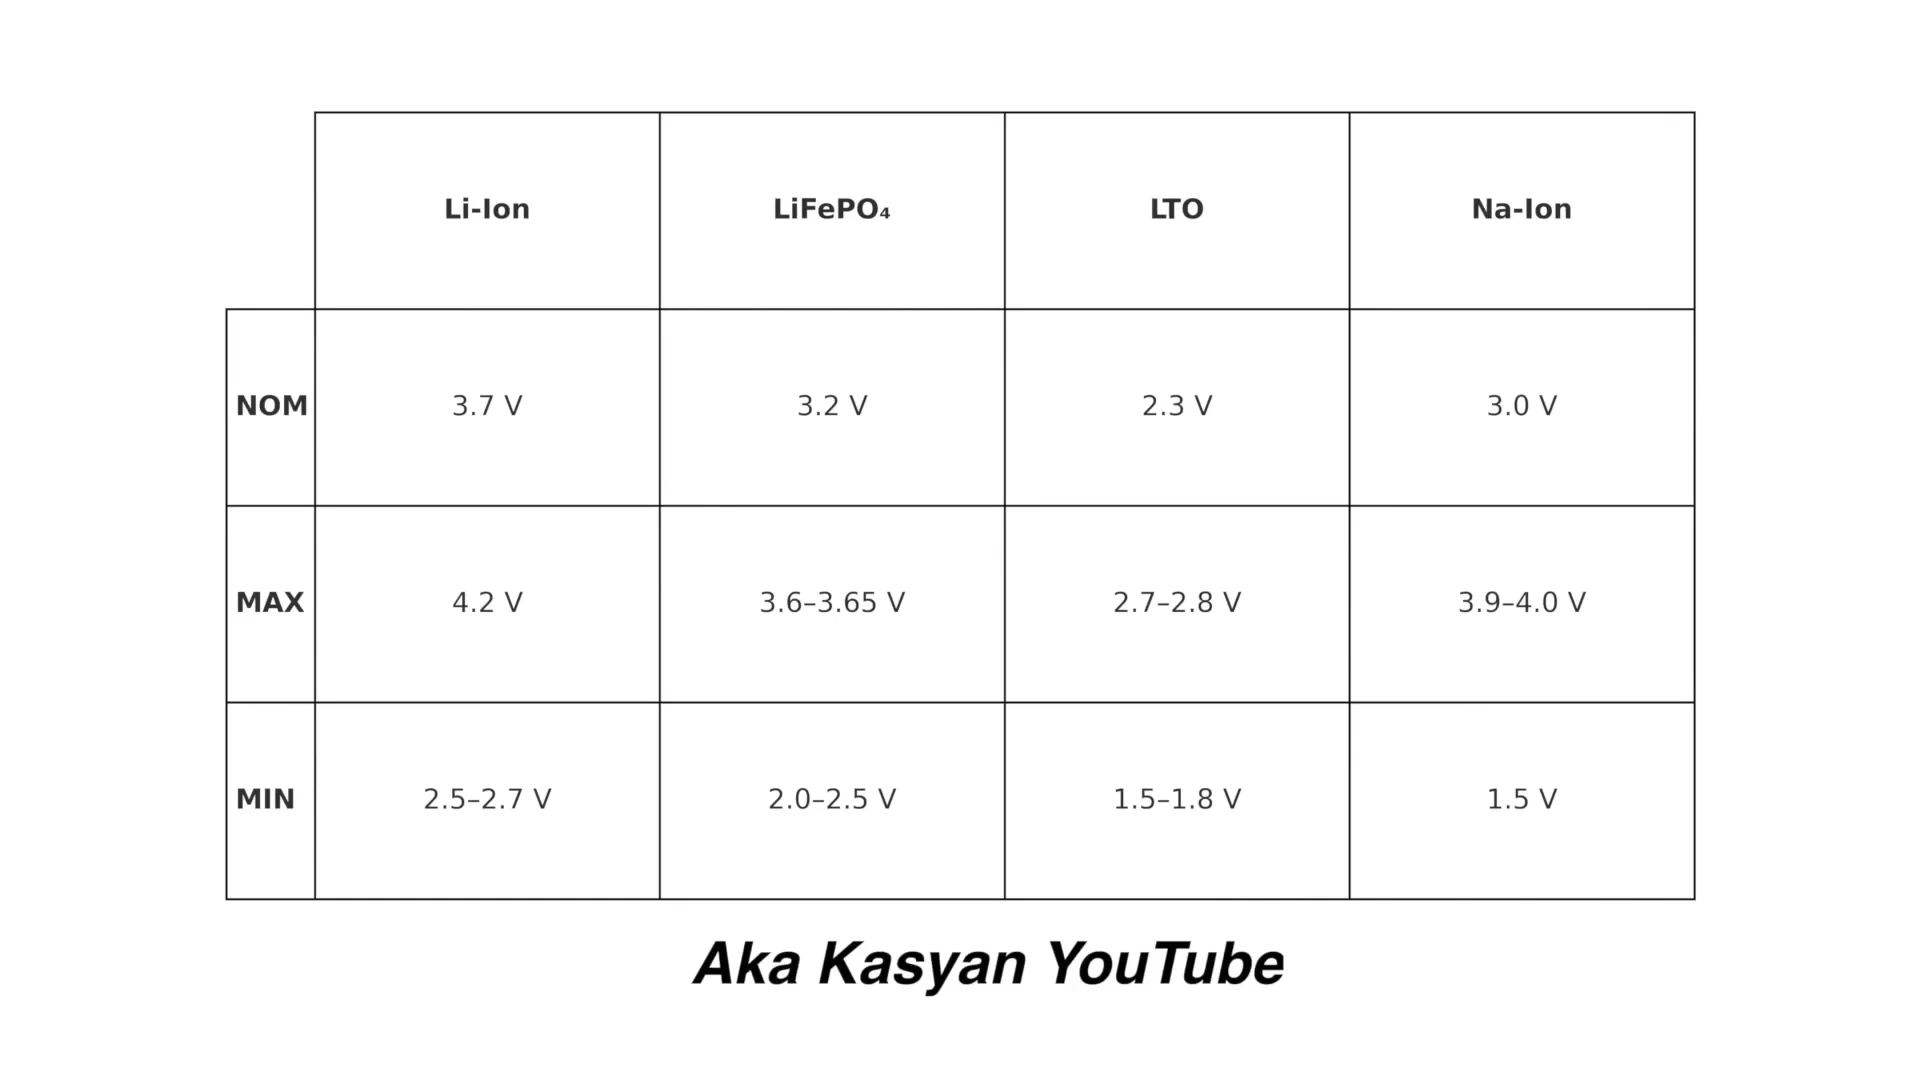 Li-Ion LiFePO₄ LTO Na-Ion
NOM 3.7 V 3.2 V 2.3 V 3.0 V
MAX 4.2 V 3.6–3.65 V 2.7–2.8 V 3.9–4.0 V
MIN 2.5–2.7 V 2.0–2.5 V 1.5–1.8 V 1.5 V
Aka Kasyan YouTube